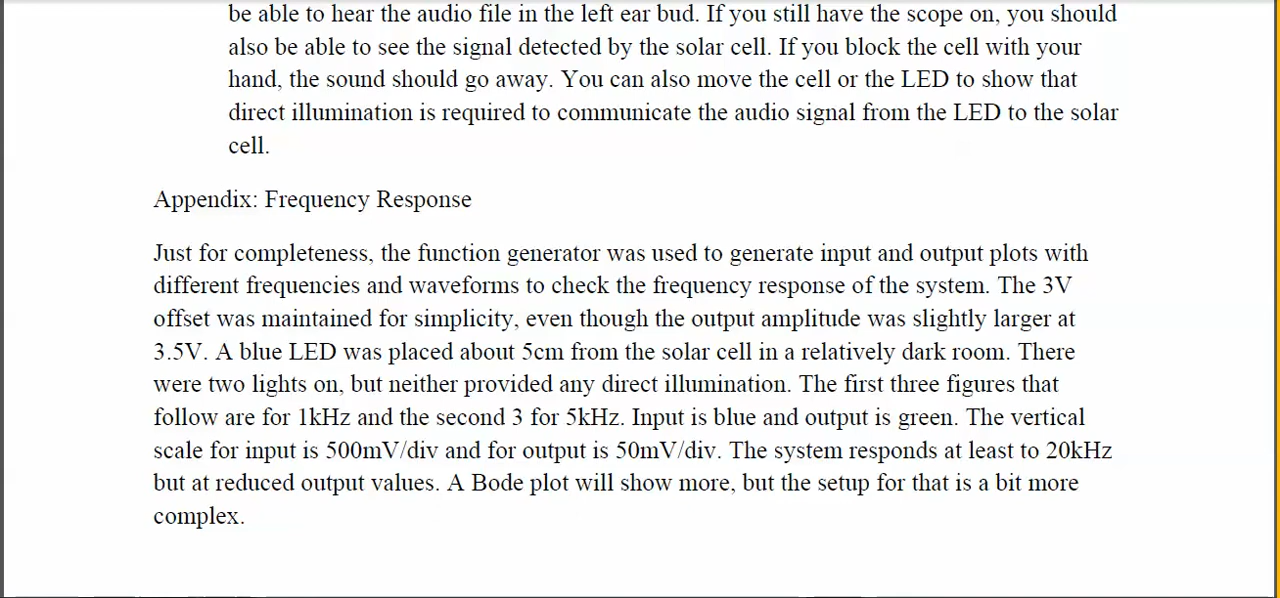 be able to hear the audio file in the left ear bud. If you still have the scope on, you should
also be able to see the signal detected by the solar cell. If you block the cell with your
hand, the sound should go away. You can also move the cell or the LED to show that
direct illumination is required to communicate the audio signal from the LED to the solar
cell.
Appendix: Frequency Response
Just for completeness, the function generator was used to generate input and output plots with
different frequencies and waveforms to check the frequency response of the system. The 3V
offset was maintained for simplicity, even though the output amplitude was slightly larger at
3.5V. A blue LED was placed about 5cm from the solar cell in a relatively dark room. There
were two lights on, but neither provided any direct illumination. The first three figures that
follow are for 1kHz and the second 3 for 5kHz. Input is blue and output is green. The vertical
scale for input is 500mV/div and for output is 50mV/div. The system responds at least to 20kHz
but at reduced output values. A Bode plot will show more, but the setup for that is a bit more
complex.